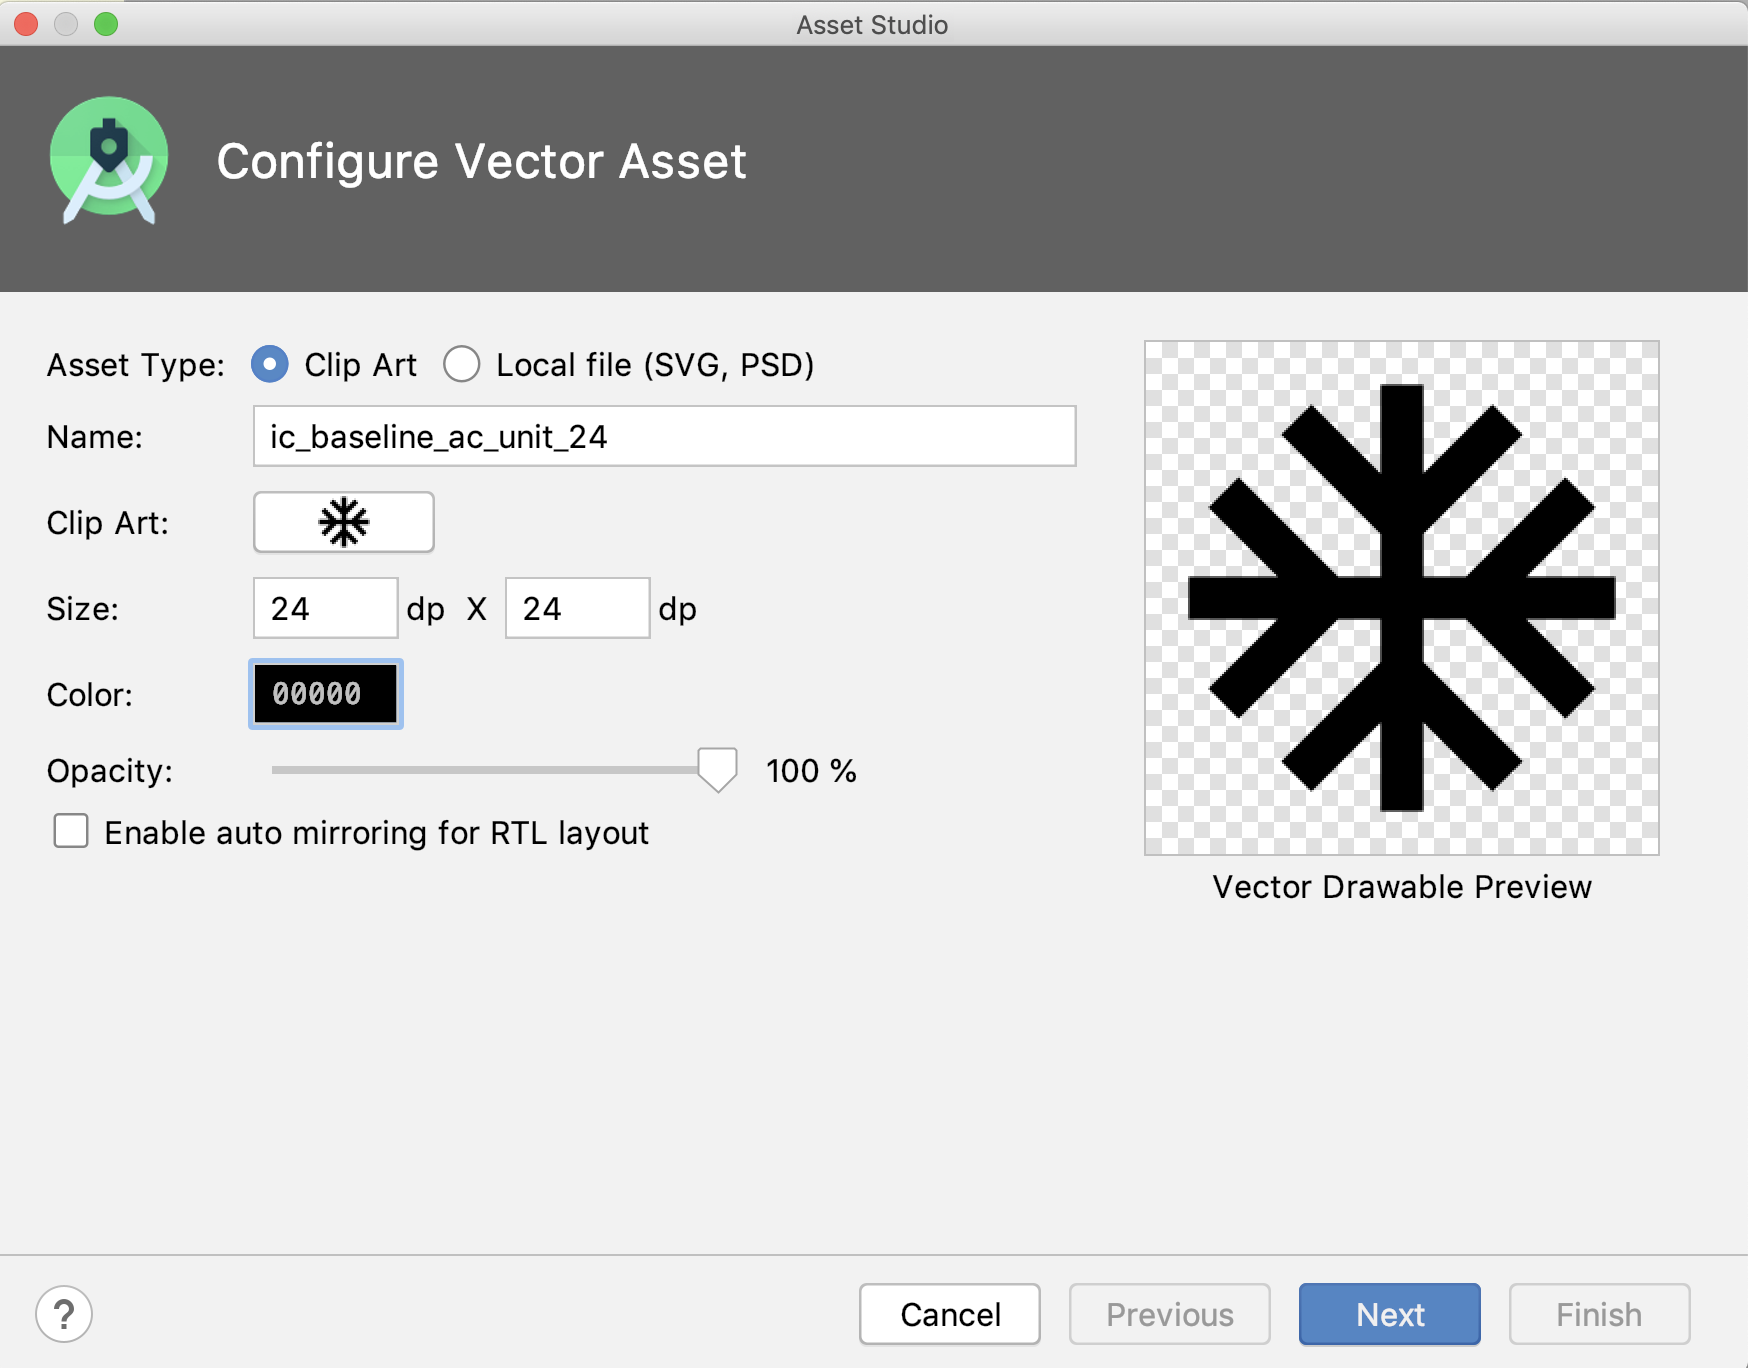 Asset Studio
Configure Vector Asset
Asset Type: Clip Art Local file (SVG, PSD)
Name: ic_baseline_ac_unit_24
Clip Art:
Size: 24 dp X 24 dp
Color: 00000
Opacity: 100 %
Enable auto mirroring for RTL layout
Vector Drawable Preview
? Cancel Previous Next Finish